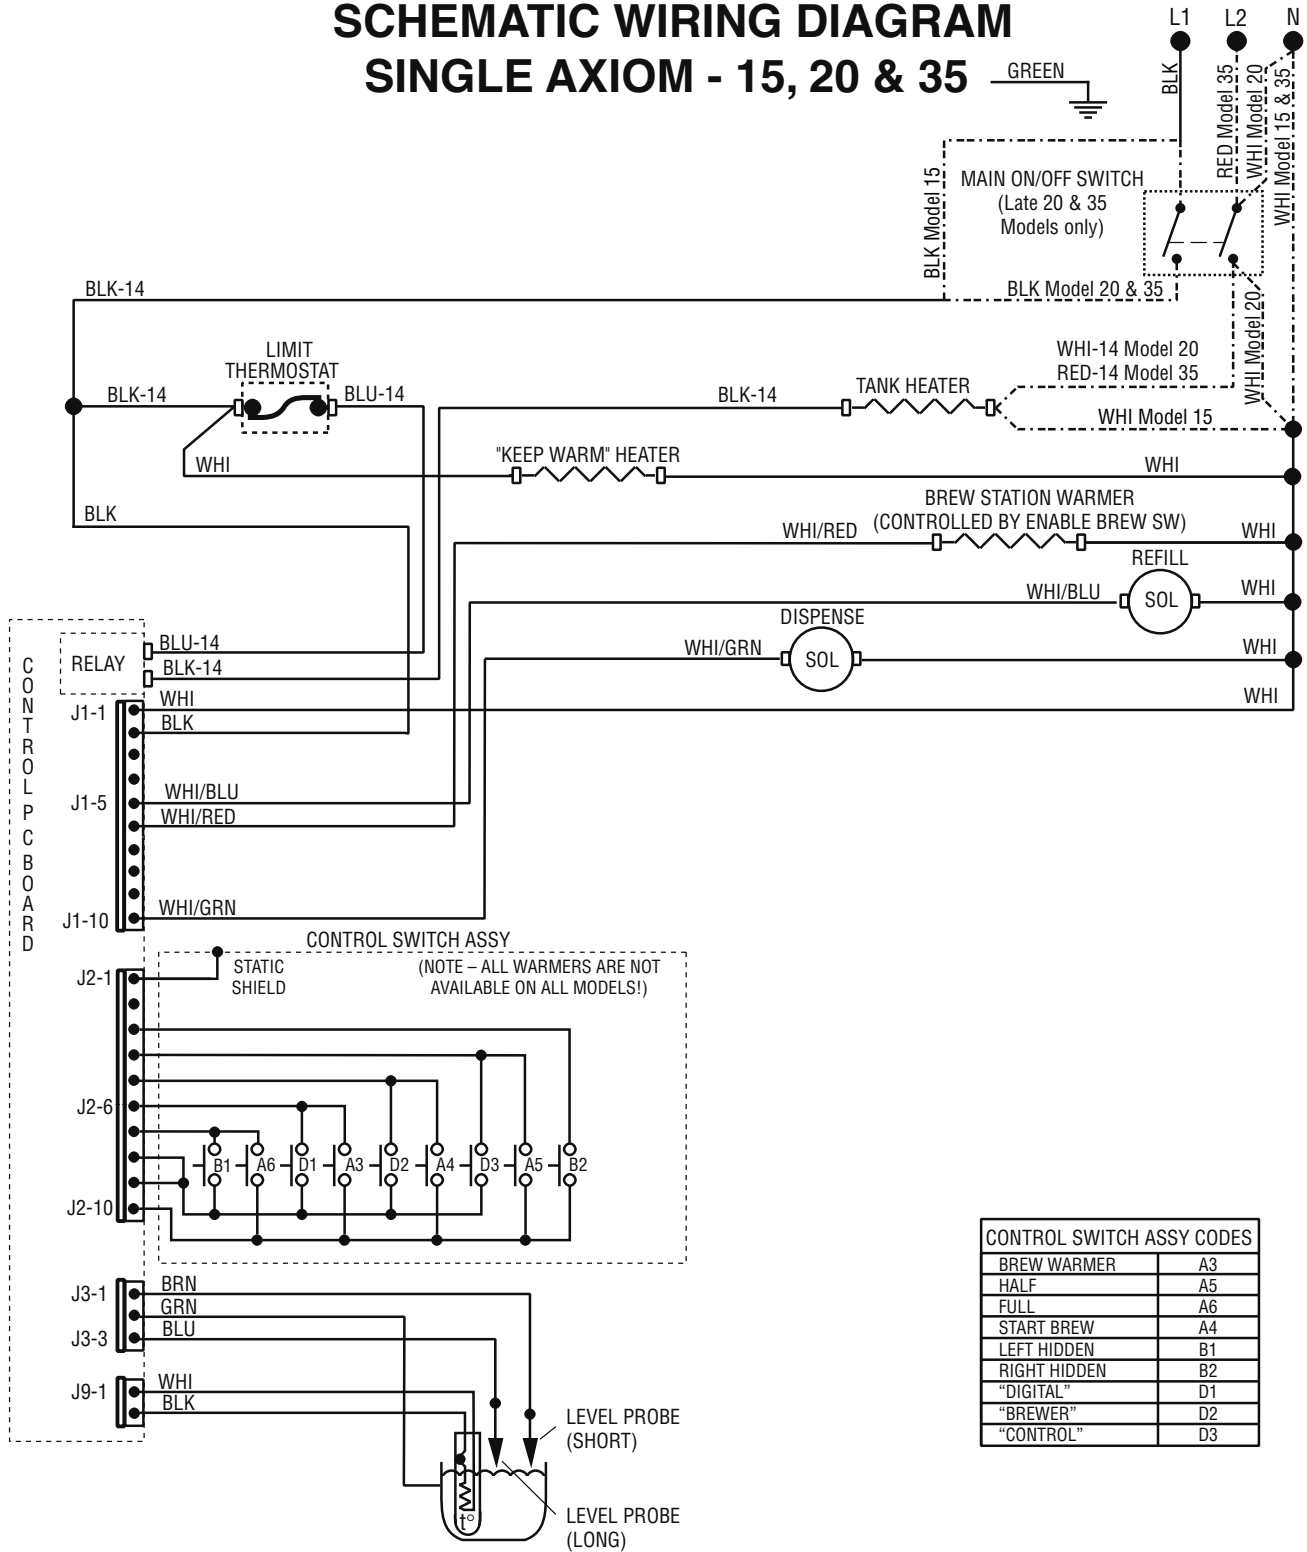 SCHEMATIC WIRING DIAGRAM
SINGLE AXIOM - 15, 20 & 35
GREEN
L1
L2
N
BLK
RED Model 35
WHI Model 20
WHI Model 15 & 35
BLK Model 15
MAIN ON/OFF SWITCH
(Late 20 & 35
Models only)
BLK-14
BLK Model 20 & 35
WHI Model 20
LIMIT
THERMOSTAT
BLK-14
BLU-14
BLK-14
TANK HEATER
WHI-14 Model 20
RED-14 Model 35
WHI Model 15
WHI
"KEEP WARM" HEATER
WHI
BLK
BREW STATION WARMER
(CONTROLLED BY ENABLE BREW SW)
WHI/RED
WHI
REFILL
WHI/BLU
SOL
WHI
DISPENSE
WHI/GRN
SOL
WHI
CONTROL PC BOARD
RELAY
BLU-14
BLK-14
WHI
WHI
J1-1
BLK
J1-5
WHI/BLU
WHI/RED
J1-10
WHI/GRN
CONTROL SWITCH ASSY
J2-1
STATIC
SHIELD
(NOTE – ALL WARMERS ARE NOT
AVAILABLE ON ALL MODELS!)
J2-6
B1 A6 D1 A3 D2 A4 D3 A5 B2
J2-10
CONTROL SWITCH ASSY CODES
BREW WARMER A3
HALF A5
FULL A6
START BREW A4
LEFT HIDDEN B1
RIGHT HIDDEN B2
“DIGITAL” D1
“BREWER” D2
“CONTROL” D3
J3-1
BRN
GRN
J3-3
BLU
J9-1
WHI
BLK
LEVEL PROBE
(SHORT)
t°
LEVEL PROBE
(LONG)